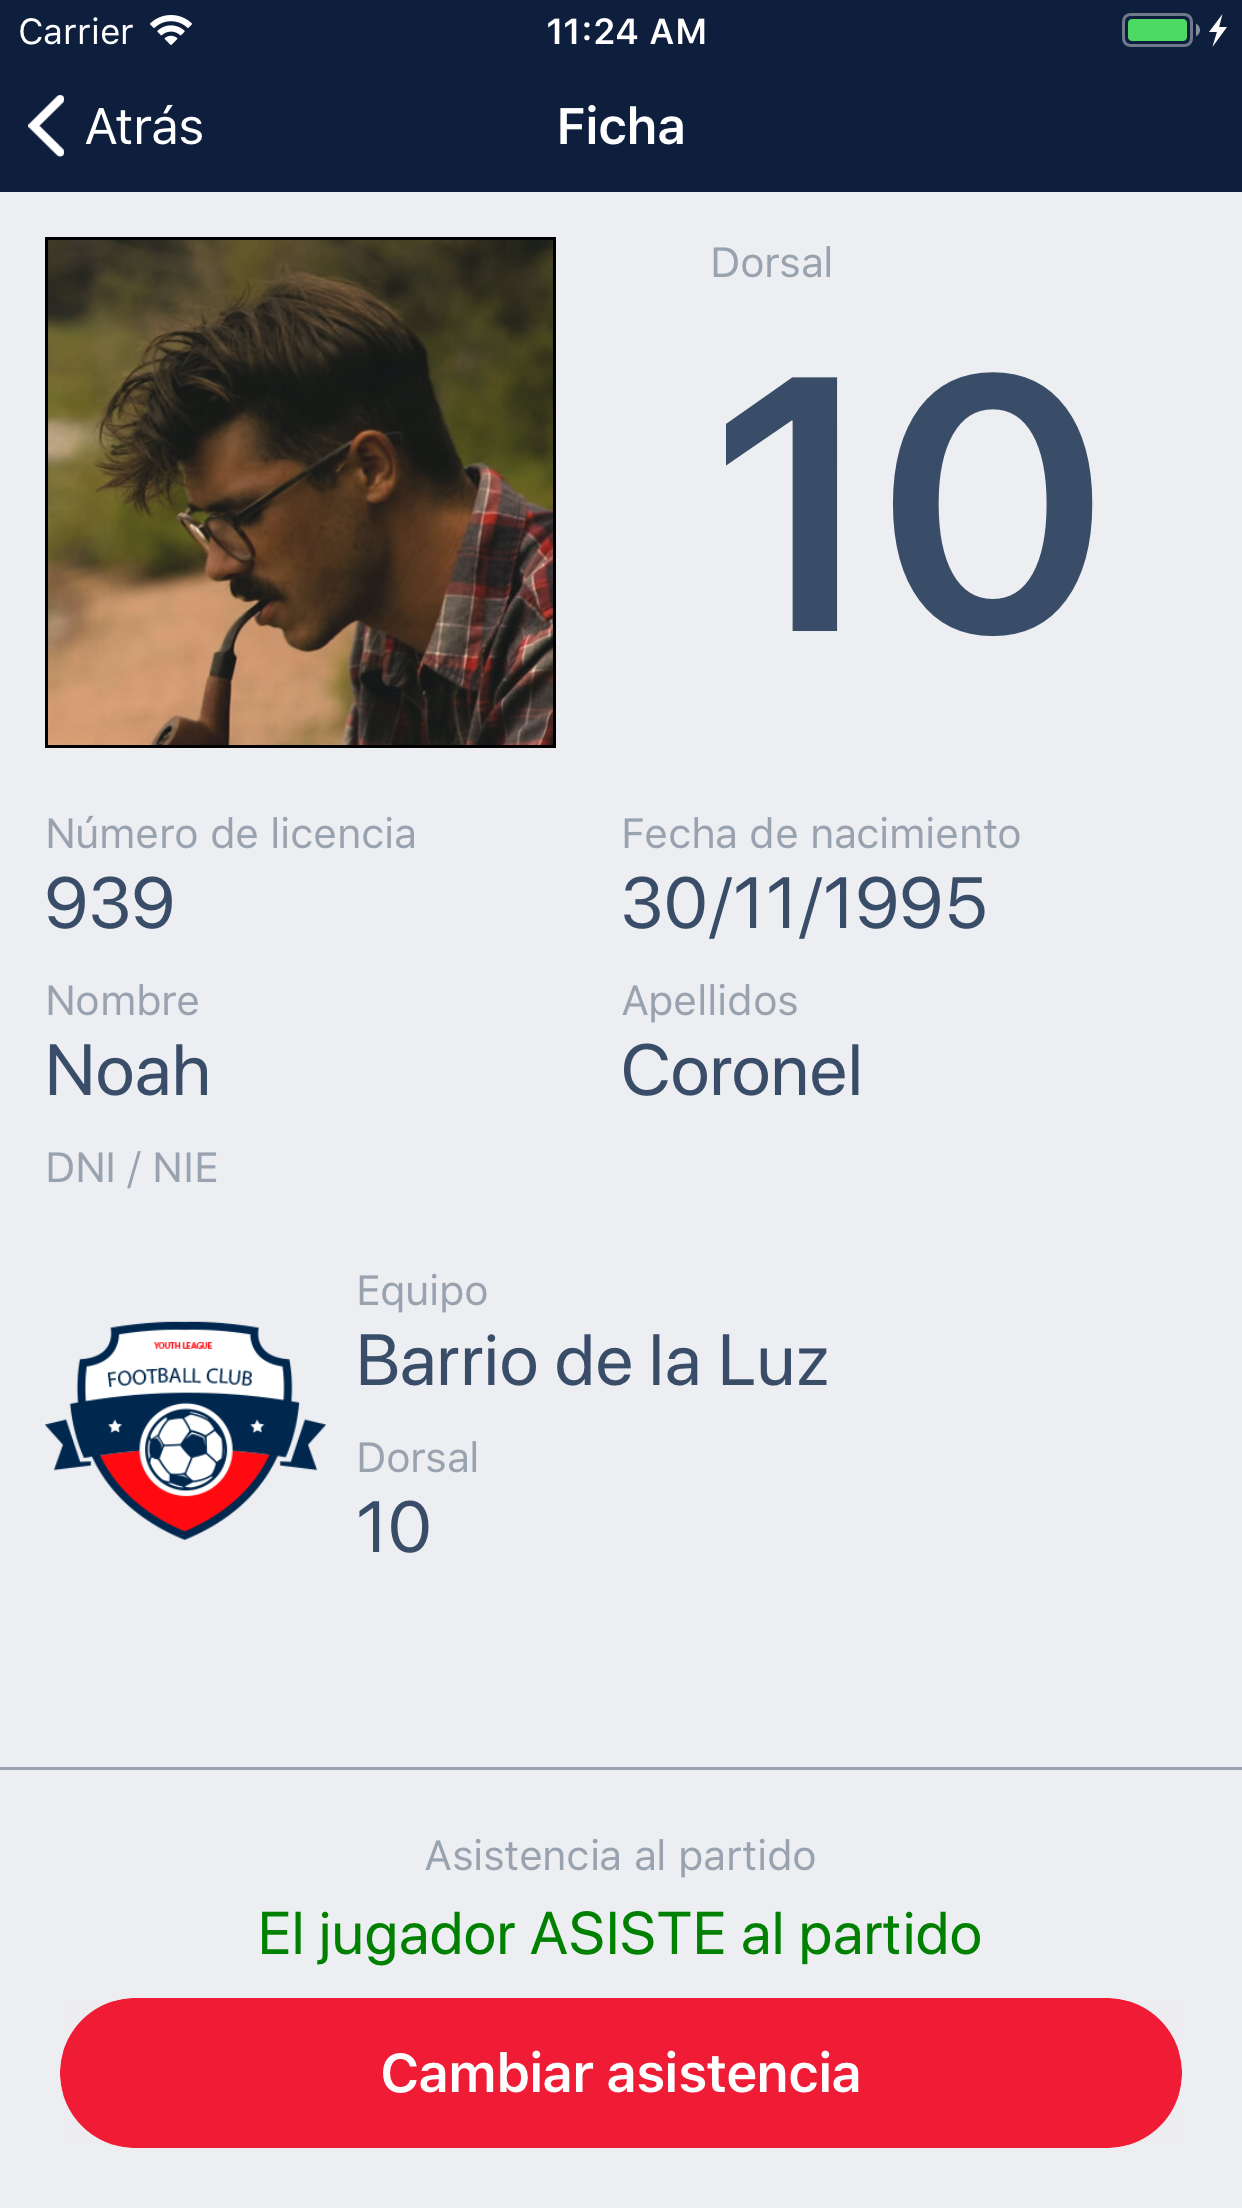 Carrier 11:24 AM
Atrás Ficha
Dorsal
10
Número de licencia
939
Fecha de nacimiento
30/11/1995
Nombre
Noah
Apellidos
Coronel
DNI / NIE
YOUTH LEAGUE
FOOTBALL CLUB
Equipo
Barrio de la Luz
Dorsal
10
Asistencia al partido
El jugador ASISTE al partido
Cambiar asistencia